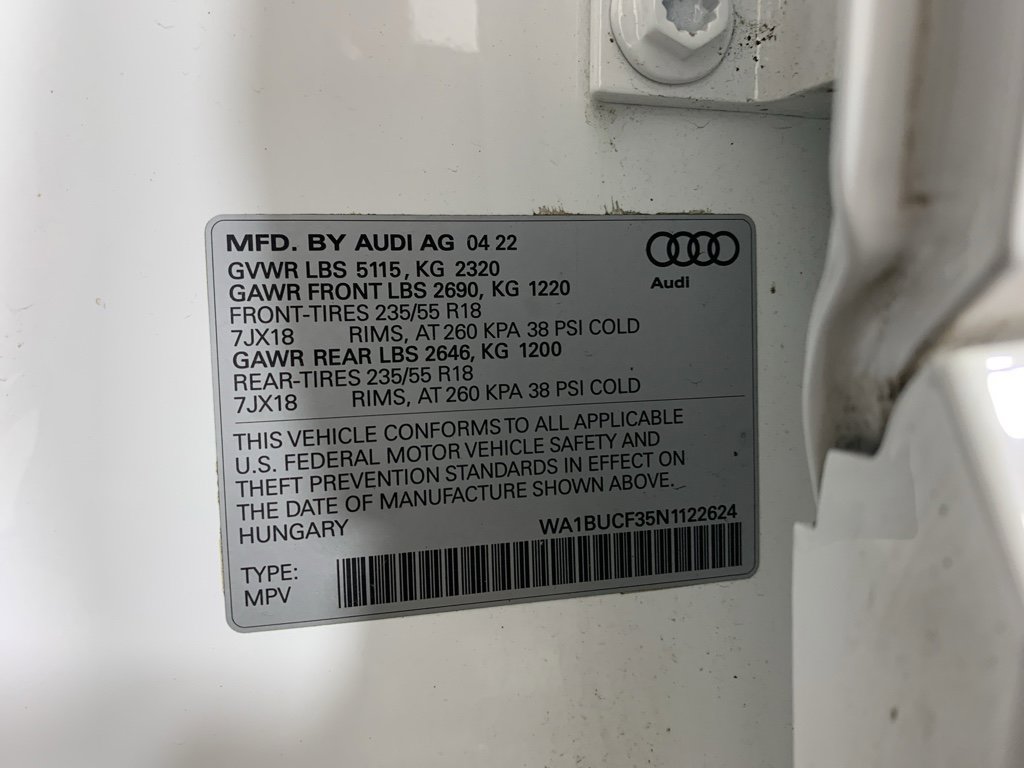 MFD. BY AUDI AG 04 22
GVWR LBS 5115, KG 2320
GAWR FRONT LBS 2690, KG 1220
FRONT-TIRES 235/55 R18
7JX18 RIMS, AT 260 KPA 38 PSI COLD
GAWR REAR LBS 2646, KG 1200
REAR-TIRES 235/55 R18
7JX18 RIMS, AT 260 KPA 38 PSI COLD
Audi
THIS VEHICLE CONFORMS TO ALL APPLICABLE
U.S. FEDERAL MOTOR VEHICLE SAFETY AND
THEFT PREVENTION STANDARDS IN EFFECT ON
THE DATE OF MANUFACTURE SHOWN ABOVE.
HUNGARY WA1BUCF35N1122624
TYPE:
MPV